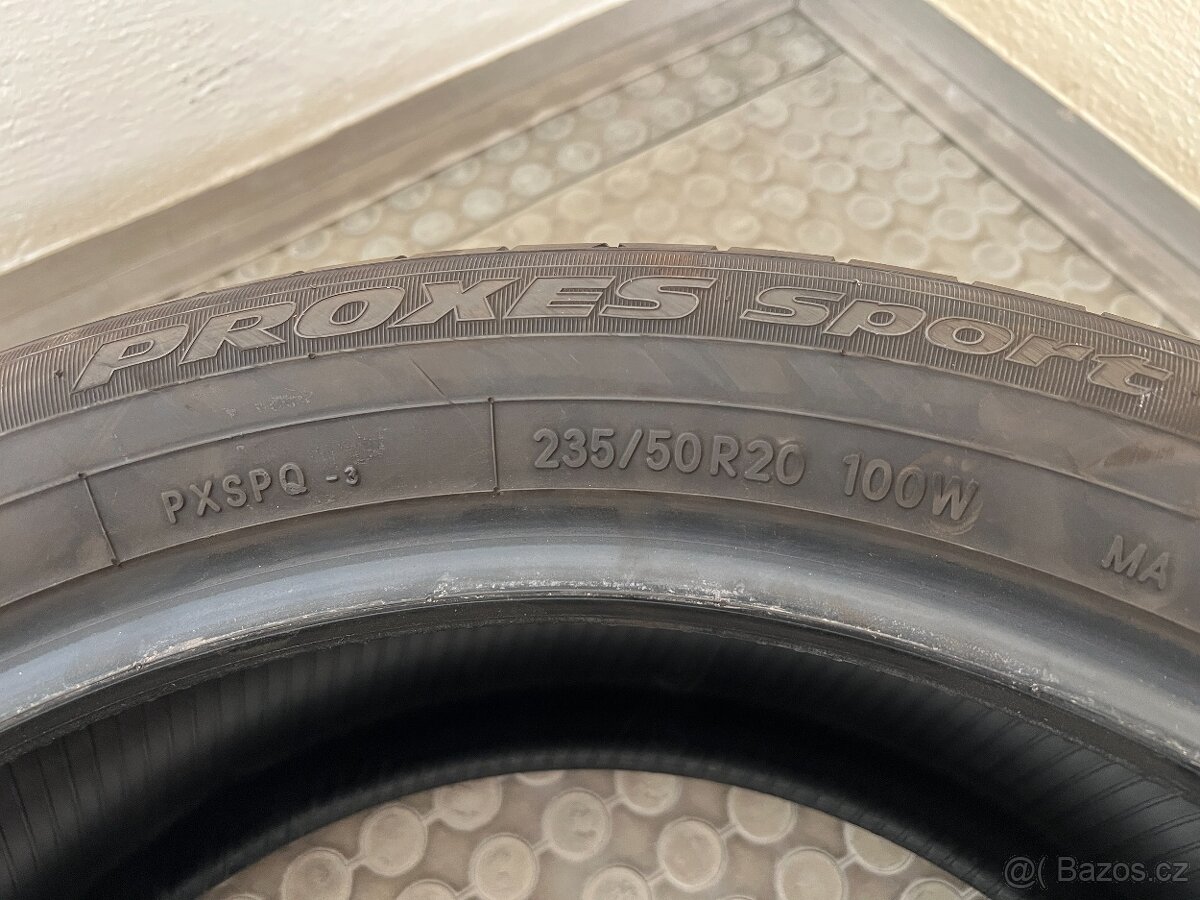 PROXES Sport
PXSPQ -3
235/50R20 100W
MA
@( Bazos.cz